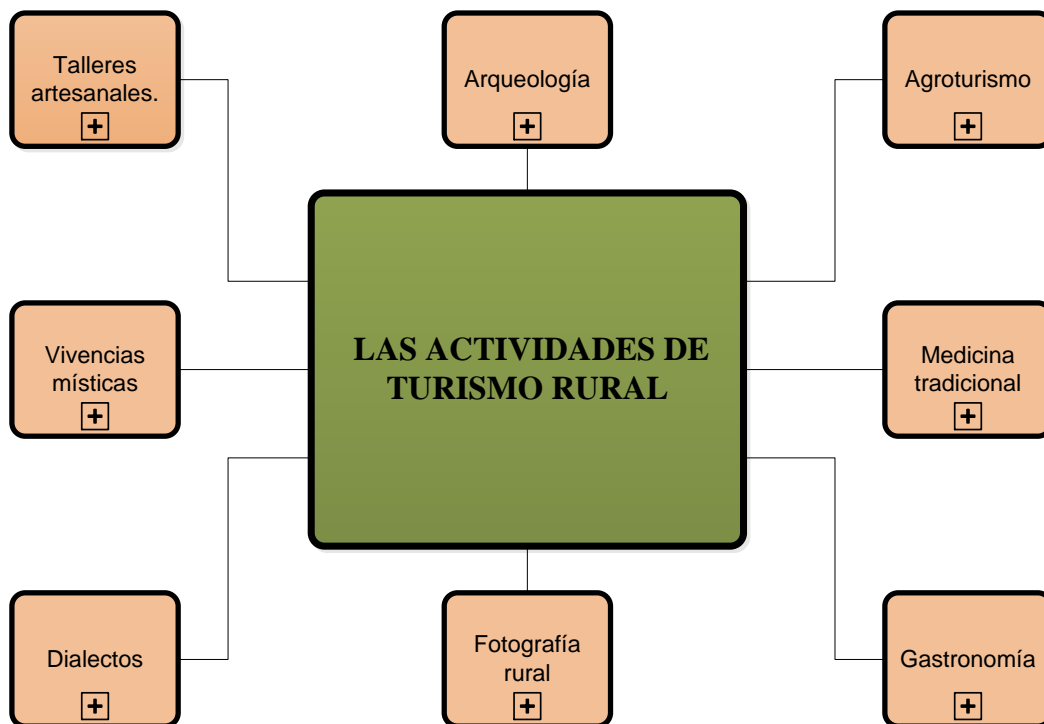 Talleres
artesanales.
Arqueología
Agroturismo
LAS ACTIVIDADES DE
TURISMO RURAL
Vivencias
místicas
Medicina
tradicional
Dialectos
Fotografía
rural
Gastronomía